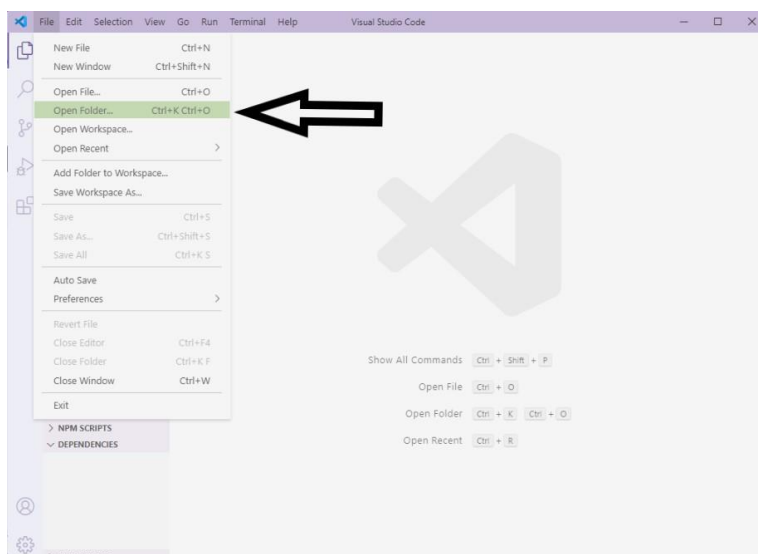 File Edit Selection View Go Run Terminal Help Visual Studio Code
New File Ctrl+N
New Window Ctrl+Shift+N
Open File... Ctrl+O
Open Folder... Ctrl+K Ctrl+O
Open Workspace...
Open Recent
Add Folder to Workspace...
Save Workspace As...
Save Ctrl+S
Save As... Ctrl+Shift+S
Save All Ctrl+K S
Auto Save
Preferences
Revert File
Close Editor Ctrl+F4
Close Folder Ctrl+K F
Close Window Ctrl+W
Exit
NPM SCRIPTS
DEPENDENCIES
Show All Commands Ctrl + Shift + P
Open File Ctrl + O
Open Folder Ctrl + K Ctrl + O
Open Recent Ctrl + R